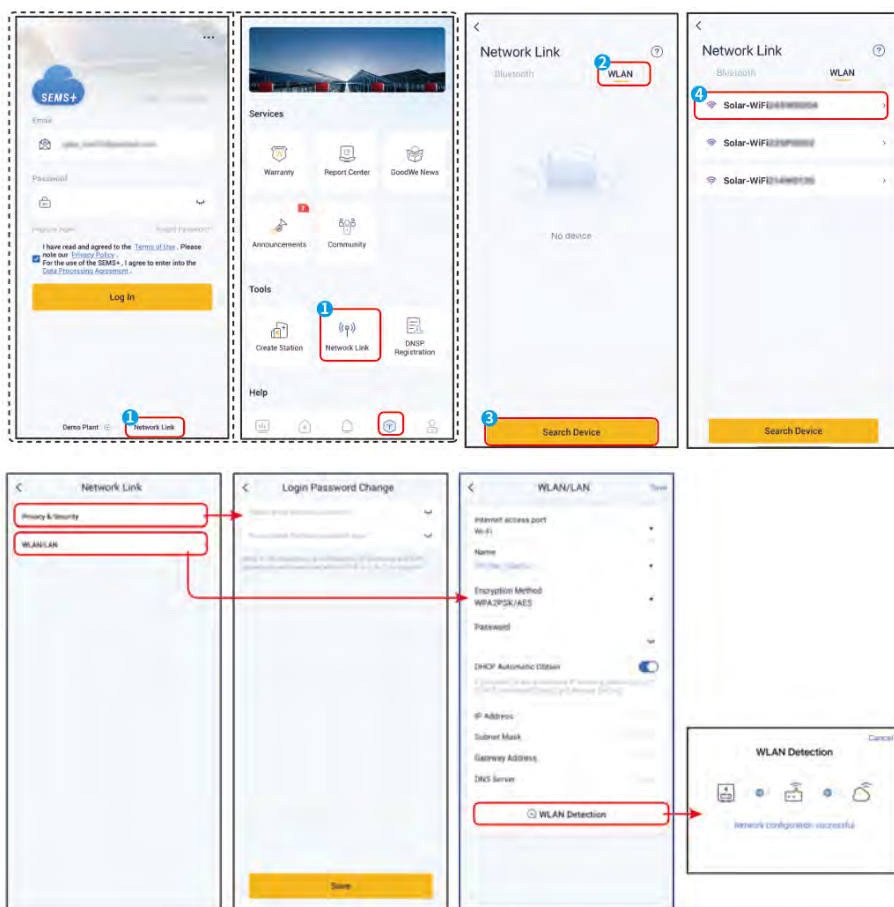 SEMS+
Email
Password
I have read and agreed to the Terms of Use . Please
note our Privacy Policy .
For the use of the SEMS+, I agree to enter into the
Data Processing Agreement .
Log In
Demo Plant
1
Network Link
Services
Warranty
Report Center
GoodWe News
Announcements
Community
Tools
1
Create Station
Network Link
DNSP
Registration
Help
Network Link
Bluetooth
2
WLAN
No device
3
Search Device
Network Link
Bluetooth
WLAN
4
Solar-WiFi
Solar-WiFi
Solar-WiFi
Search Device
Network Link
Privacy & Security
WLAN/LAN
Login Password Change
Save
WLAN/LAN
Save
Internet access port
Wi-Fi
Name
Encryption Method
WPA2PSK/AES
Password
DHCP Automatic Obtain
IP Address
Subnet Mask
Gateway Address
DNS Server
WLAN Detection
Cancel
WLAN Detection
Network configuration successful